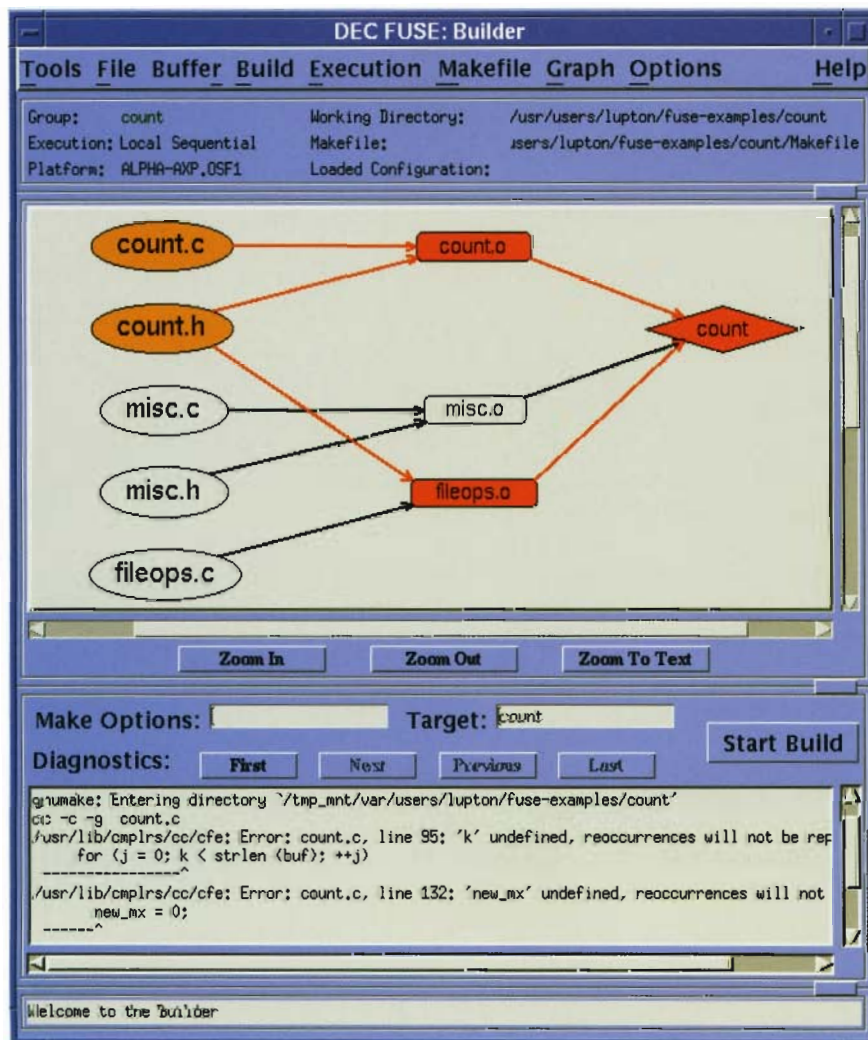 DEC FUSE: Builder
Tools File Buffer Build Execution Makefile Graph Options Help
Group: count Working Directory: /usr/users/lupton/fuse-examples/count
Execution: Local Sequential Makefile: users/lupton/fuse-examples/count/Makefile
Platform: ALPHA-AXP.OSF1 Loaded Configuration:
count.c count.o
count.h count
misc.c misc.o
misc.h fileops.o
fileops.c
Zoom In Zoom Out Zoom To Text
Make Options: Target: count
Start Build
Diagnostics: First Next Previous Last
gnumake: Entering directory `/tmp_mnt/var/users/lupton/fuse-examples/count'
cc -c -g count.c
/usr/lib/cmplrs/cc/cfe: Error: count.c, line 95: 'k' undefined, reoccurrences will not be rep
for (j = 0; k < strlen (buf); ++j)
-----------------^
/usr/lib/cmplrs/cc/cfe: Error: count.c, line 132: 'new_mx' undefined, reoccurrences will not
new_mx = 0;
------^
Welcome to the Builder